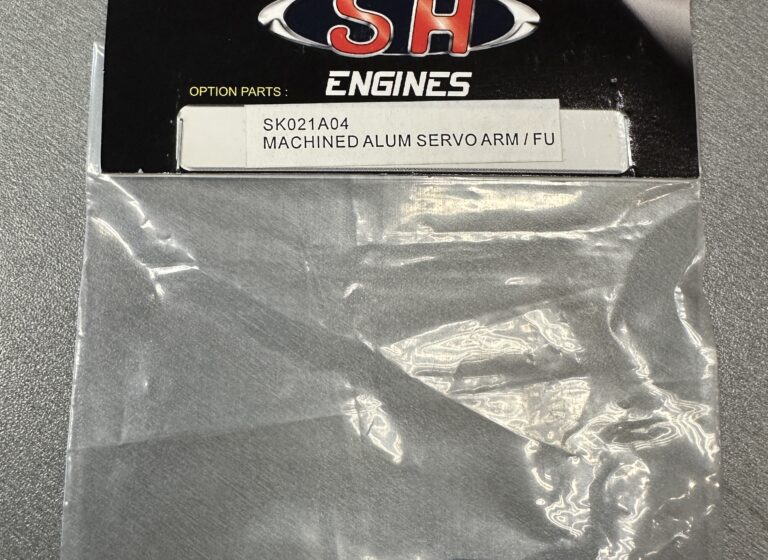 SH
ENGINES
OPTION PARTS :
SK021A04
MACHINED ALUM SERVO ARM / FU